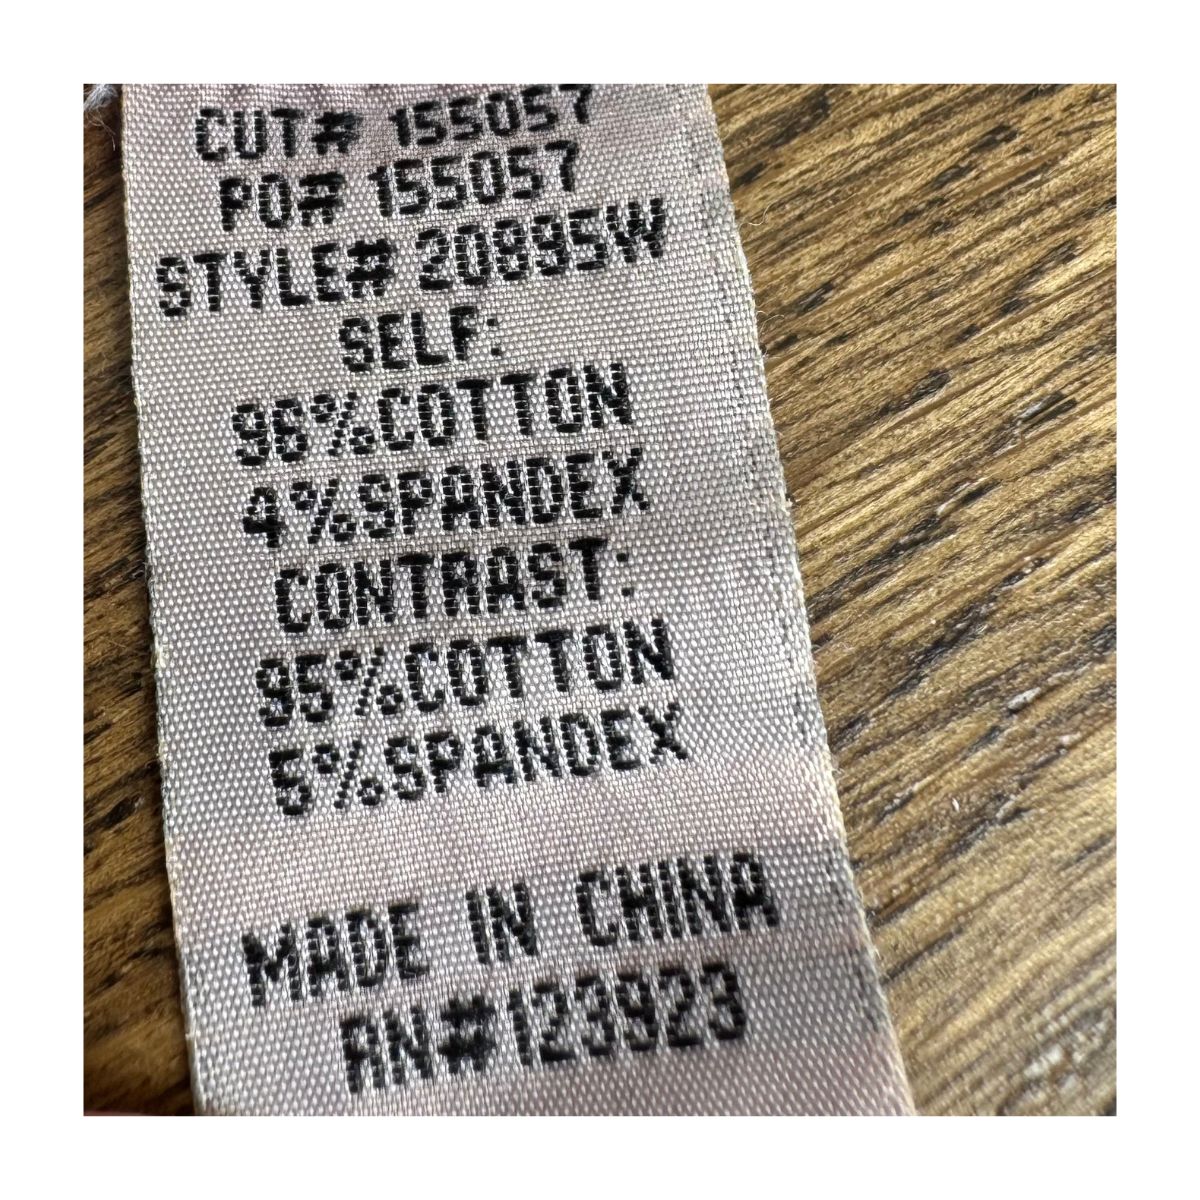 CUT# 155057
PO# 155057
STYLE# 20895W
SELF:
96%COTTON
4%SPANDEX
CONTRAST:
95%COTTON
5%SPANDEX
MADE IN CHINA
RN#123923